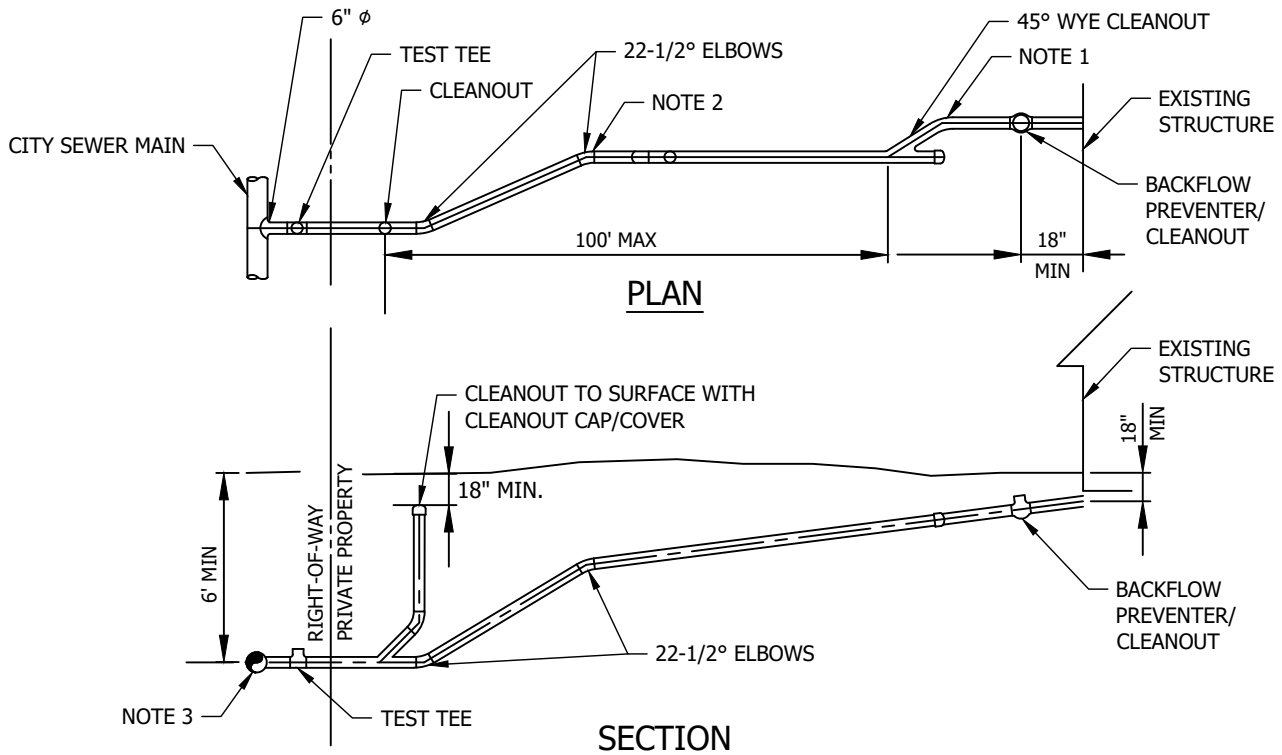 6" ϕ
TEST TEE
CLEANOUT
CITY SEWER MAIN
22-1/2° ELBOWS
NOTE 2
45° WYE CLEANOUT
NOTE 1
EXISTING
STRUCTURE
BACKFLOW
PREVENTER/
CLEANOUT
100' MAX
18"
MIN
PLAN
EXISTING
STRUCTURE
CLEANOUT TO SURFACE WITH
CLEANOUT CAP/COVER
18"
MIN
18" MIN.
6' MIN
RIGHT-OF-WAY
PRIVATE PROPERTY
BACKFLOW
PREVENTER/
CLEANOUT
22-1/2° ELBOWS
NOTE 3
TEST TEE
SECTION